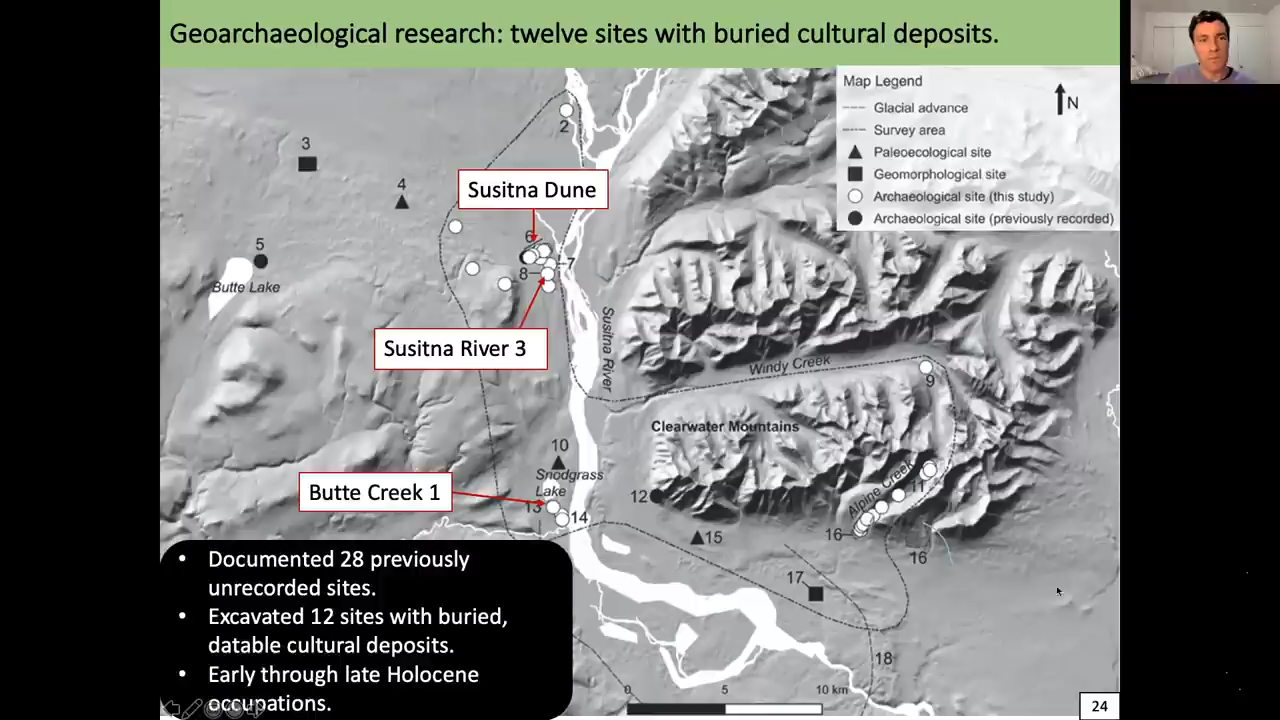 Geoarchaeological research: twelve sites with buried cultural deposits.
Map Legend
Glacial advance
Survey area
Paleoecological site
Geomorphological site
Archaeological site (this study)
Archaeological site (previously recorded)
N
2
3
4
Susitna Dune
5
6
7
8
Butte Lake
Susitna River 3
Susitna River
Windy Creek
9
Clearwater Mountains
10
Snodgrass
Lake
Butte Creek 1
13
14
12
Alpine Creek
11
15
16
16
17
18
• Documented 28 previously
unrecorded sites.
• Excavated 12 sites with buried,
datable cultural deposits.
• Early through late Holocene
occupations.
0 5 10 km
24